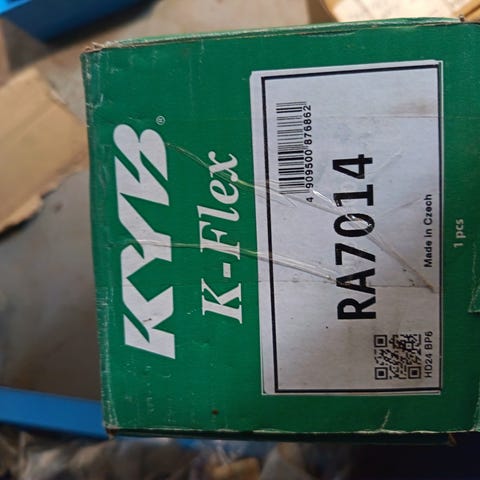 KYB®
K-Flex
4 909500 876862
RA7014
Made in Czech
HD24 BP6
1 pcs